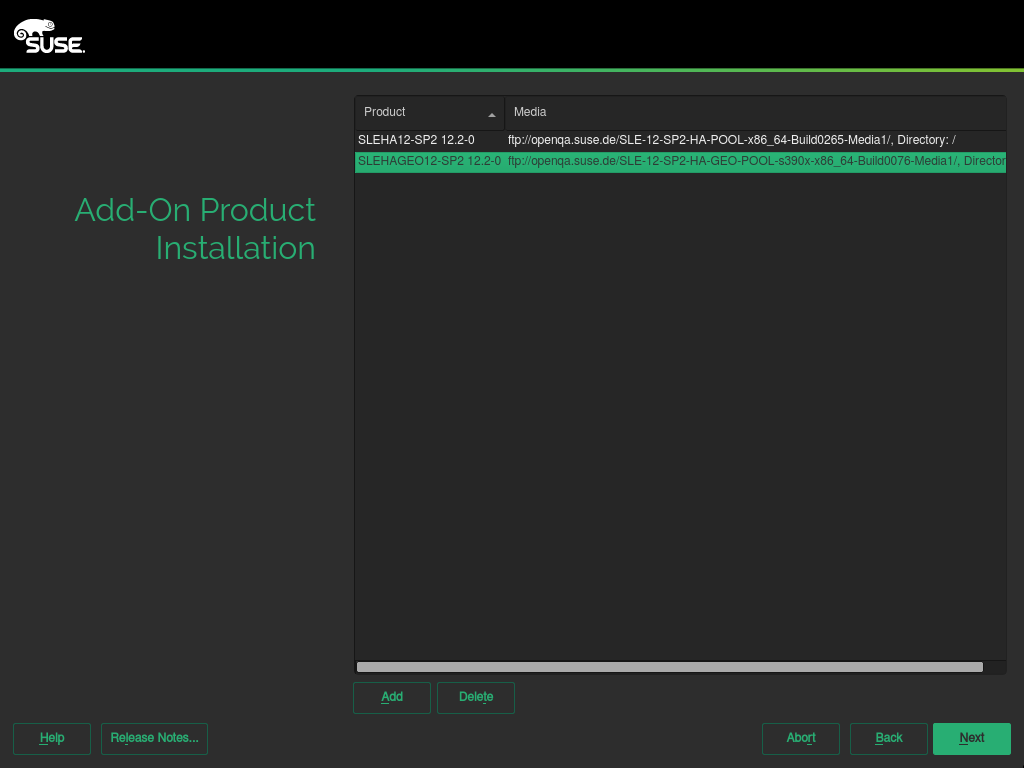 SUSE.
Add-On Product
Installation
Product Media
SLEHA12-SP2 12.2-0 ftp://openqa.suse.de/SLE-12-SP2-HA-POOL-x86_64-Build0265-Media1/, Directory: /
SLEHAGEO12-SP2 12.2-0 ftp://openqa.suse.de/SLE-12-SP2-HA-GEO-POOL-s390x-x86_64-Build0076-Media1/, Director
Add Delete
Help Release Notes... Abort Back Next